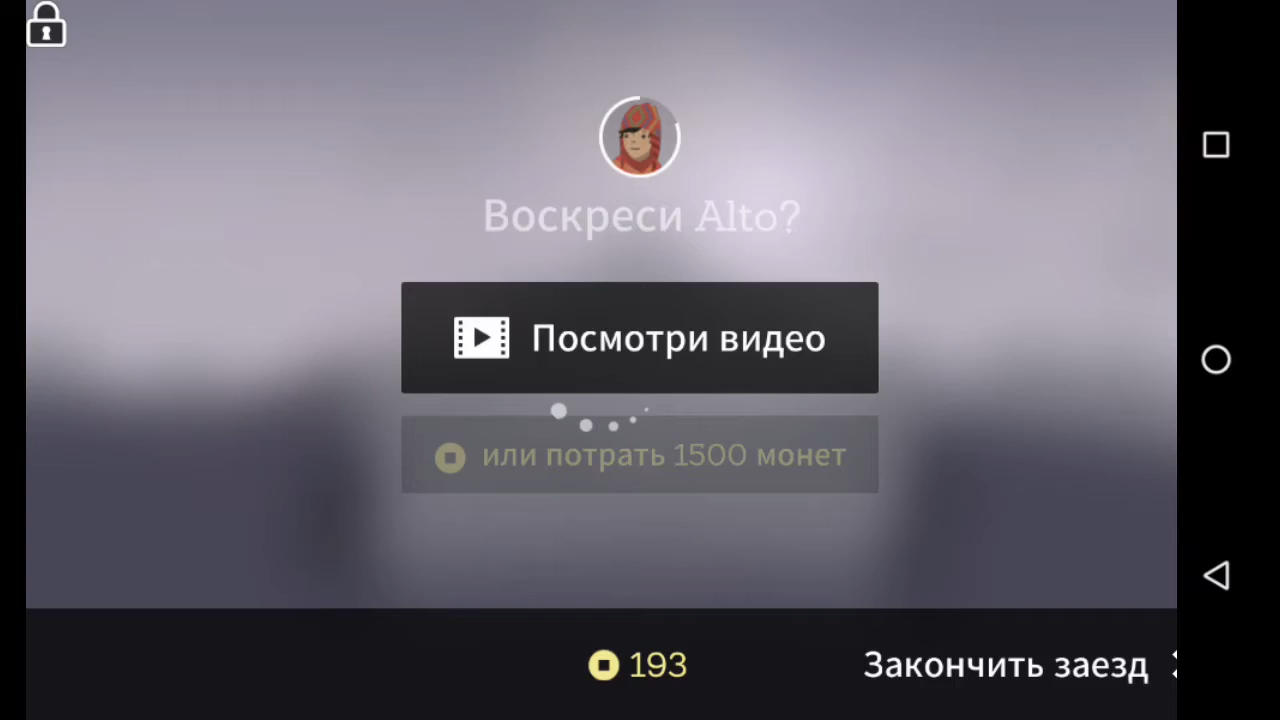 Воскреси Alto?
Посмотри видео
или потрать 1500 монет
193
Закончить заезд